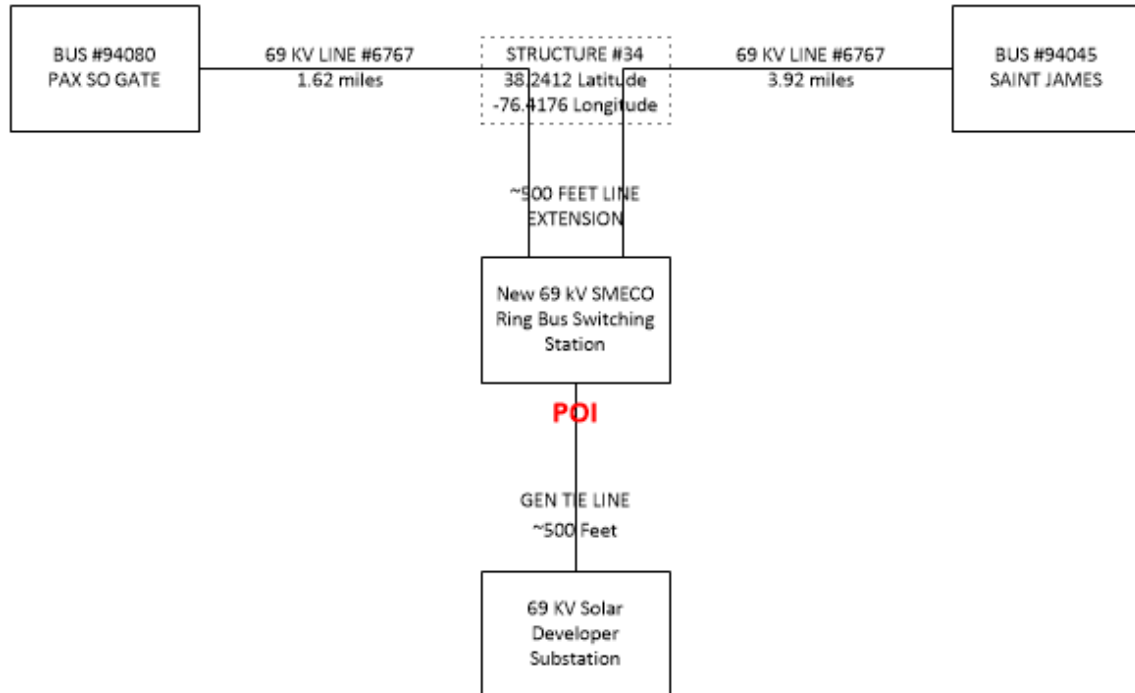 BUS #94080
PAX SO GATE
69 KV LINE #6767
1.62 miles
STRUCTURE #34
38.2412 Latitude
-76.4176 Longitude
69 KV LINE #6767
3.92 miles
BUS #94045
SAINT JAMES
~500 FEET LINE
EXTENSION
New 69 kV SMECO
Ring Bus Switching
Station
POI
GEN TIE LINE
~500 Feet
69 KV Solar
Developer
Substation